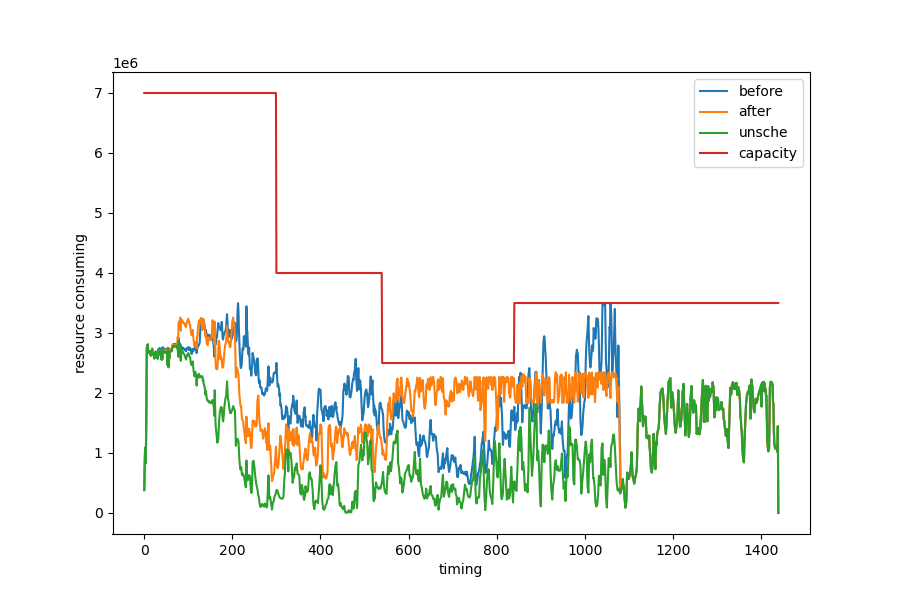 1e6
7
6
5
4
3
2
1
0
resource consuming
0 200 400 600 800 1000 1200 1400
timing
before
after
unsche
capacity